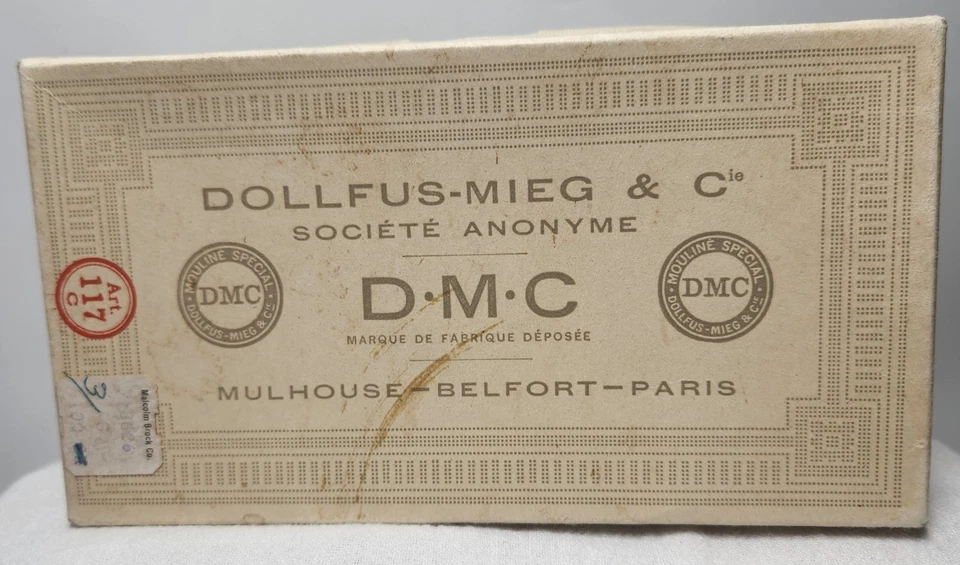 DOLLFUS-MIEG & Cie
SOCIÉTÉ ANONYME
D·M·C
MARQUE DE FABRIQUE DÉPOSÉE
MULHOUSE-BELFORT-PARIS
MOULINÉ SPECIAL
DMC
DOLLFUS-MIEG & Cie
MOULINÉ SPECIAL
DMC
DOLLFUS-MIEG & Cie
Art.
117
C
Malcolm Brock Co.
3/